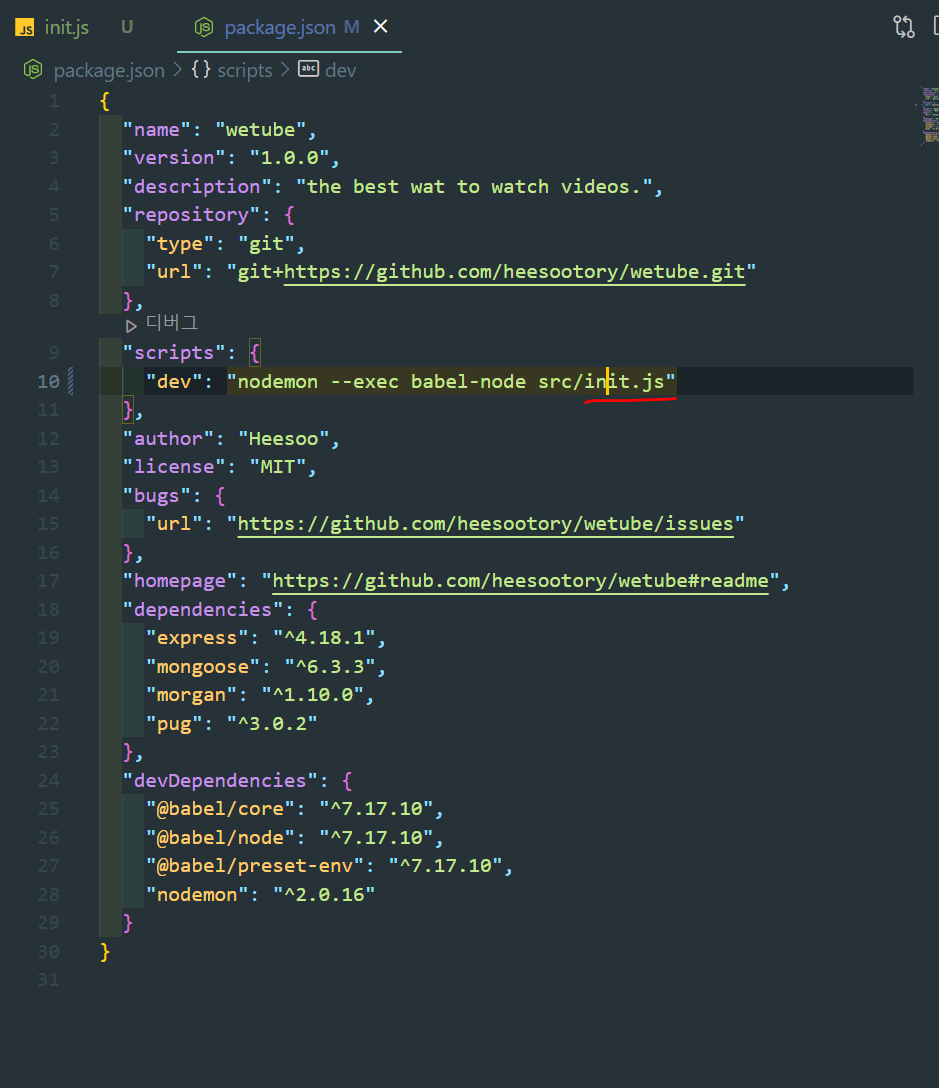 JS init.js U package.json M
package.json > {} scripts > abc dev
1 {
2 "name": "wetube",
3 "version": "1.0.0",
4 "description": "the best wat to watch videos.",
5 "repository": {
6 "type": "git",
7 "url": "git+https://github.com/heesootory/wetube.git"
8 },
디버그
9 "scripts": {
10 "dev": "nodemon --exec babel-node src/init.js"
11 },
12 "author": "Heesoo",
13 "license": "MIT",
14 "bugs": {
15 "url": "https://github.com/heesootory/wetube/issues"
16 },
17 "homepage": "https://github.com/heesootory/wetube#readme",
18 "dependencies": {
19 "express": "^4.18.1",
20 "mongoose": "^6.3.3",
21 "morgan": "^1.10.0",
22 "pug": "^3.0.2"
23 },
24 "devDependencies": {
25 "@babel/core": "^7.17.10",
26 "@babel/node": "^7.17.10",
27 "@babel/preset-env": "^7.17.10",
28 "nodemon": "^2.0.16"
29 }
30 }
31